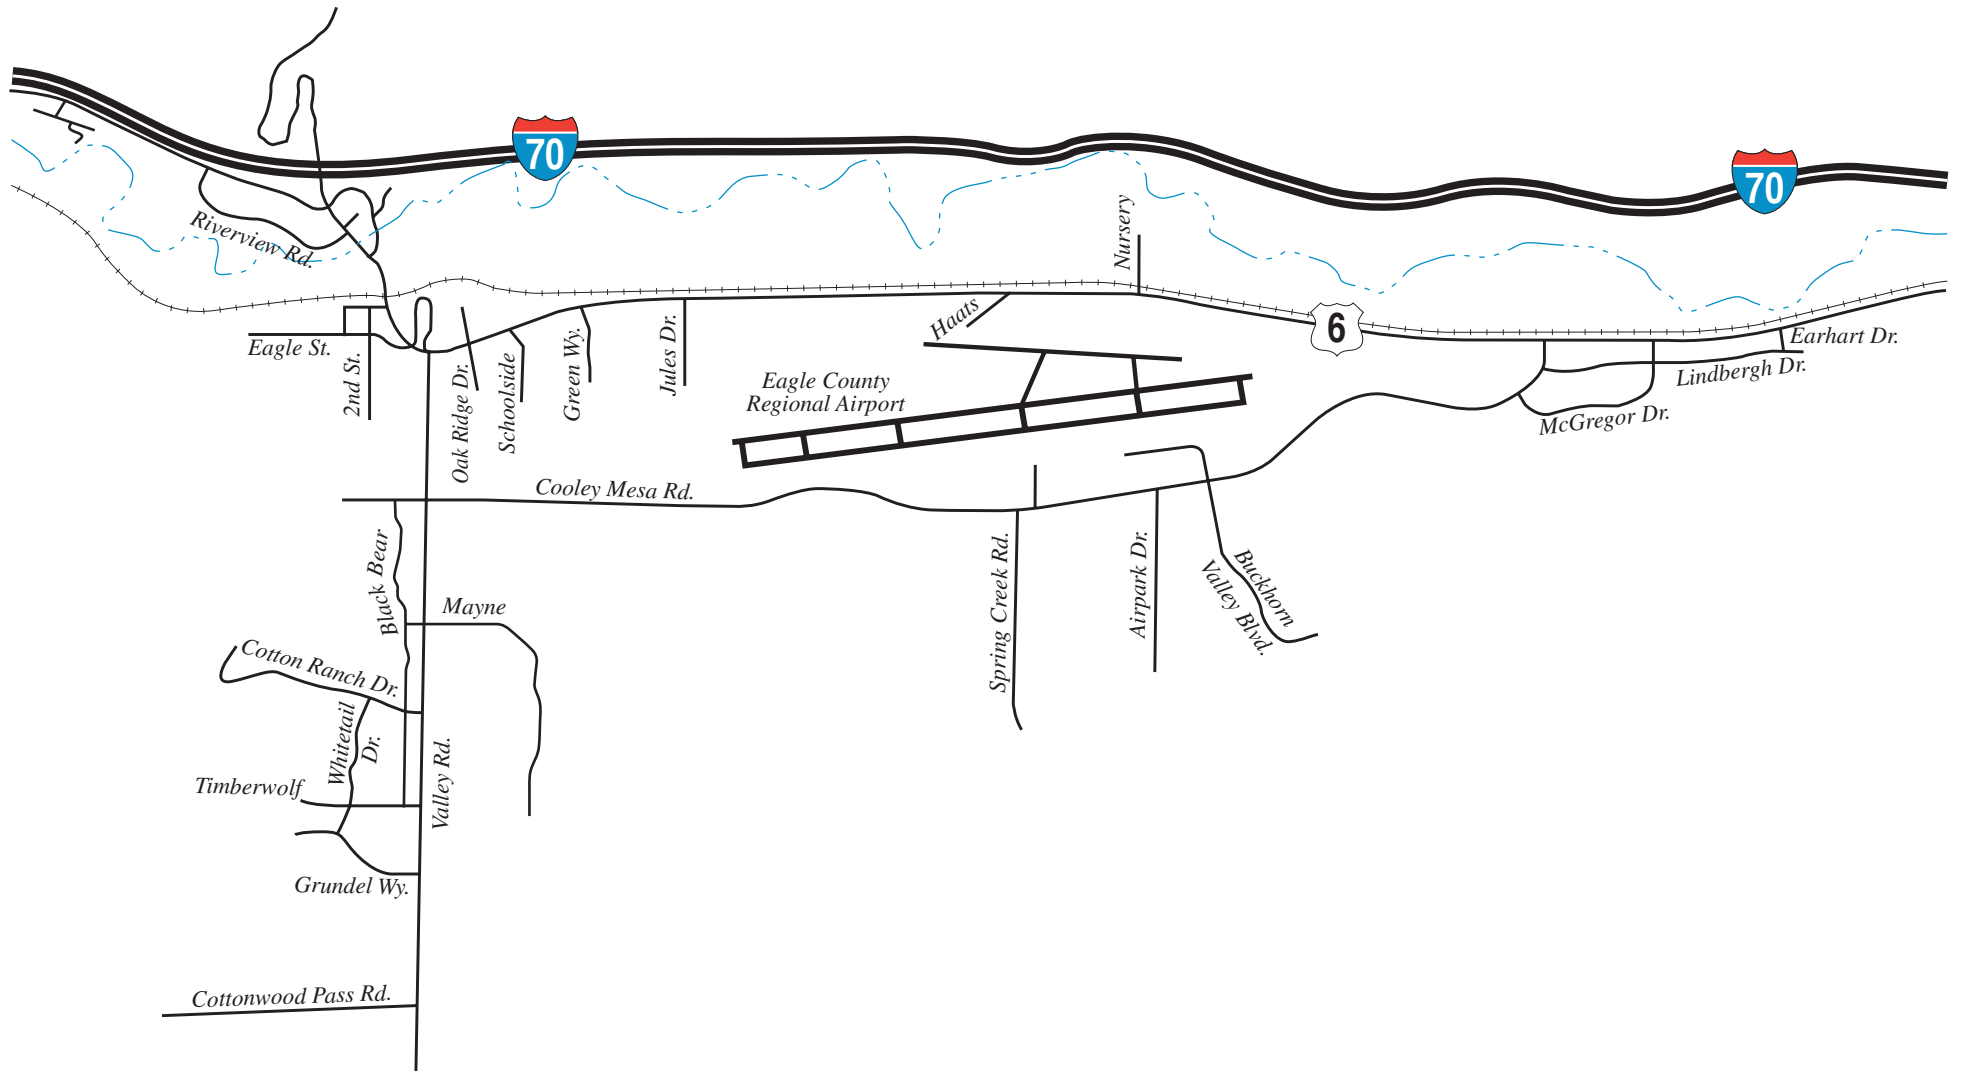 70
70
Nursery
Riverview Rd.
Haats
6
Eagle St.
2nd St.
Oak Ridge Dr.
Schoolside
Green Wy.
Jules Dr.
Earhart Dr.
Lindbergh Dr.
McGregor Dr.
Eagle County
Regional Airport
Cooley Mesa Rd.
Black Bear
Mayne
Spring Creek Rd.
Airpark Dr.
Buckhorn
Valley Blvd.
Cotton Ranch Dr.
Whitetail
Dr.
Timberwolf
Valley Rd.
Grundel Wy.
Cottonwood Pass Rd.